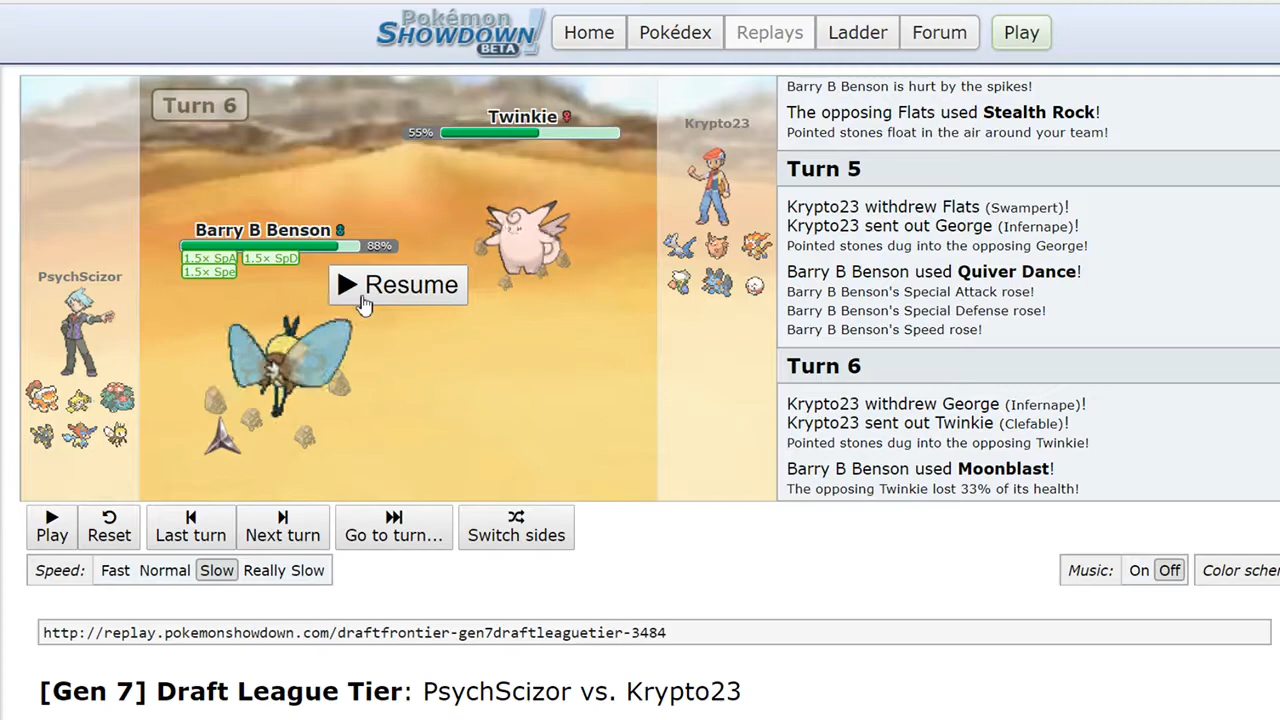 Pokémon
SHOWDOWN!
BETA
Home
Pokédex
Replays
Ladder
Forum
Play
Turn 6
Twinkie
55%
Krypto23
Barry B Benson
88%
1.5× SpA 1.5× SpD
1.5× Spe
Resume
PsychScizor
Barry B Benson is hurt by the spikes!
The opposing Flats used Stealth Rock!
Pointed stones float in the air around your team!
Turn 5
Krypto23 withdrew Flats (Swampert)!
Krypto23 sent out George (Infernape)!
Pointed stones dug into the opposing George!
Barry B Benson used Quiver Dance!
Barry B Benson's Special Attack rose!
Barry B Benson's Special Defense rose!
Barry B Benson's Speed rose!
Turn 6
Krypto23 withdrew George (Infernape)!
Krypto23 sent out Twinkie (Clefable)!
Pointed stones dug into the opposing Twinkie!
Barry B Benson used Moonblast!
The opposing Twinkie lost 33% of its health!
Play
Reset
Last turn
Next turn
Go to turn...
Switch sides
Speed: Fast Normal Slow Really Slow
Music: On Off
Color schem
http://replay.pokemonshowdown.com/draftfrontier-gen7draftleaguetier-3484
[Gen 7] Draft League Tier: PsychScizor vs. Krypto23